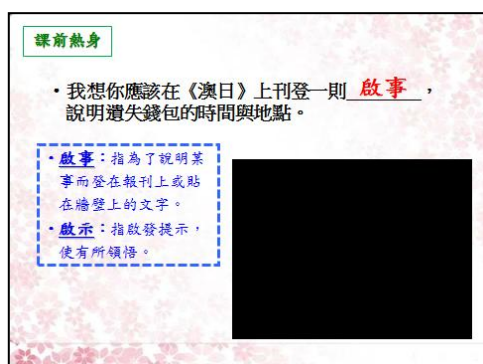 課前熱身
•我想你應該在《澳日》上刊登一則 啟事 ，
說明遺失錢包的時間與地點。
•啟事：指為了說明某
事而登在報刊上或貼
在牆壁上的文字。
•啟示：指啟發提示，
使有所領悟。